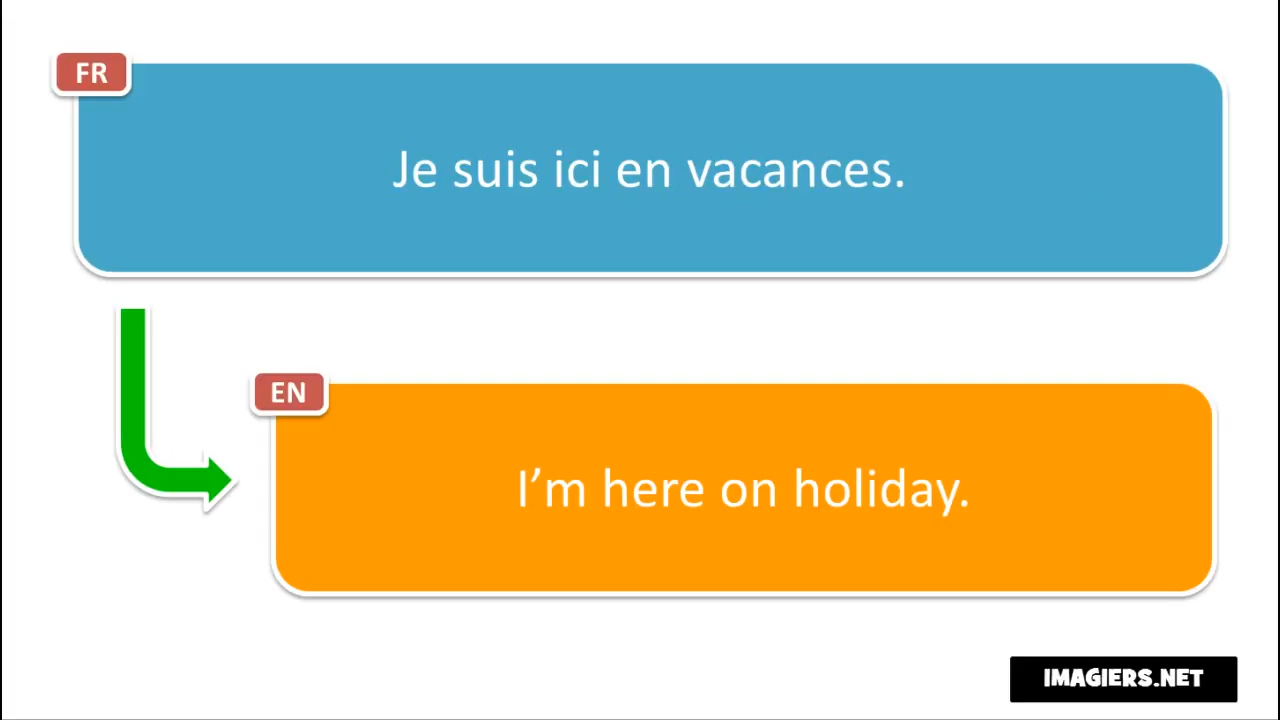 FR
Je suis ici en vacances.
EN
I’m here on holiday.
IMAGIERS.NET